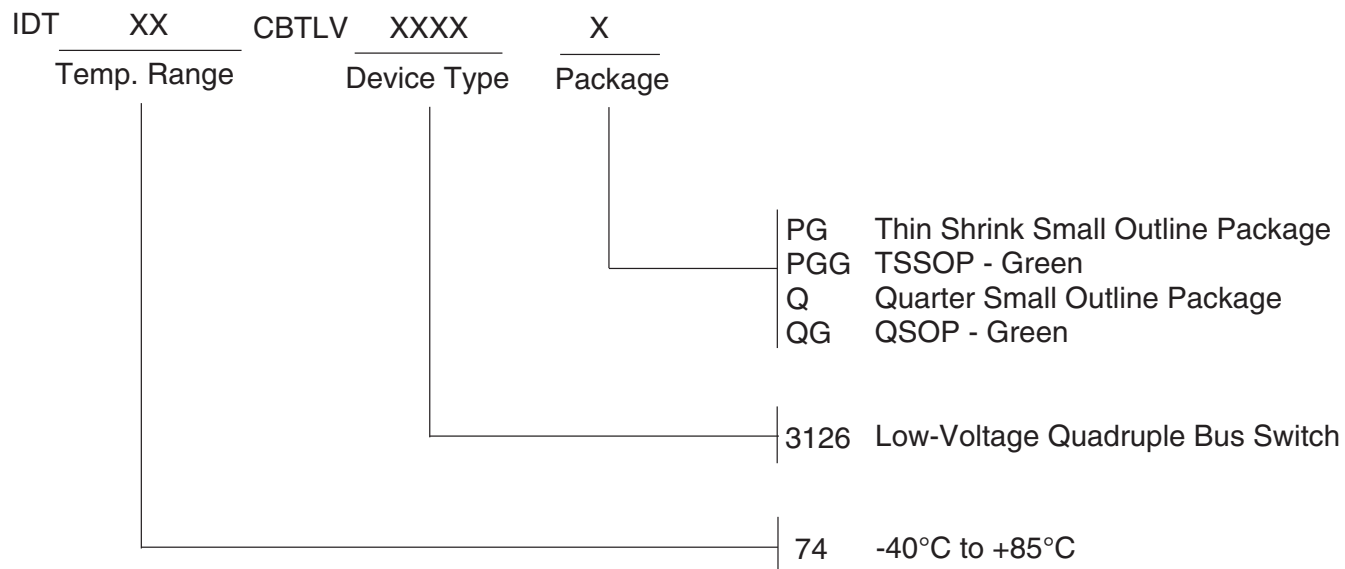 IDT XX CBTLV XXXX X
Temp. Range Device Type Package
PG Thin Shrink Small Outline Package
PGG TSSOP - Green
Q Quarter Small Outline Package
QG QSOP - Green
3126 Low-Voltage Quadruple Bus Switch
74 -40°C to +85°C